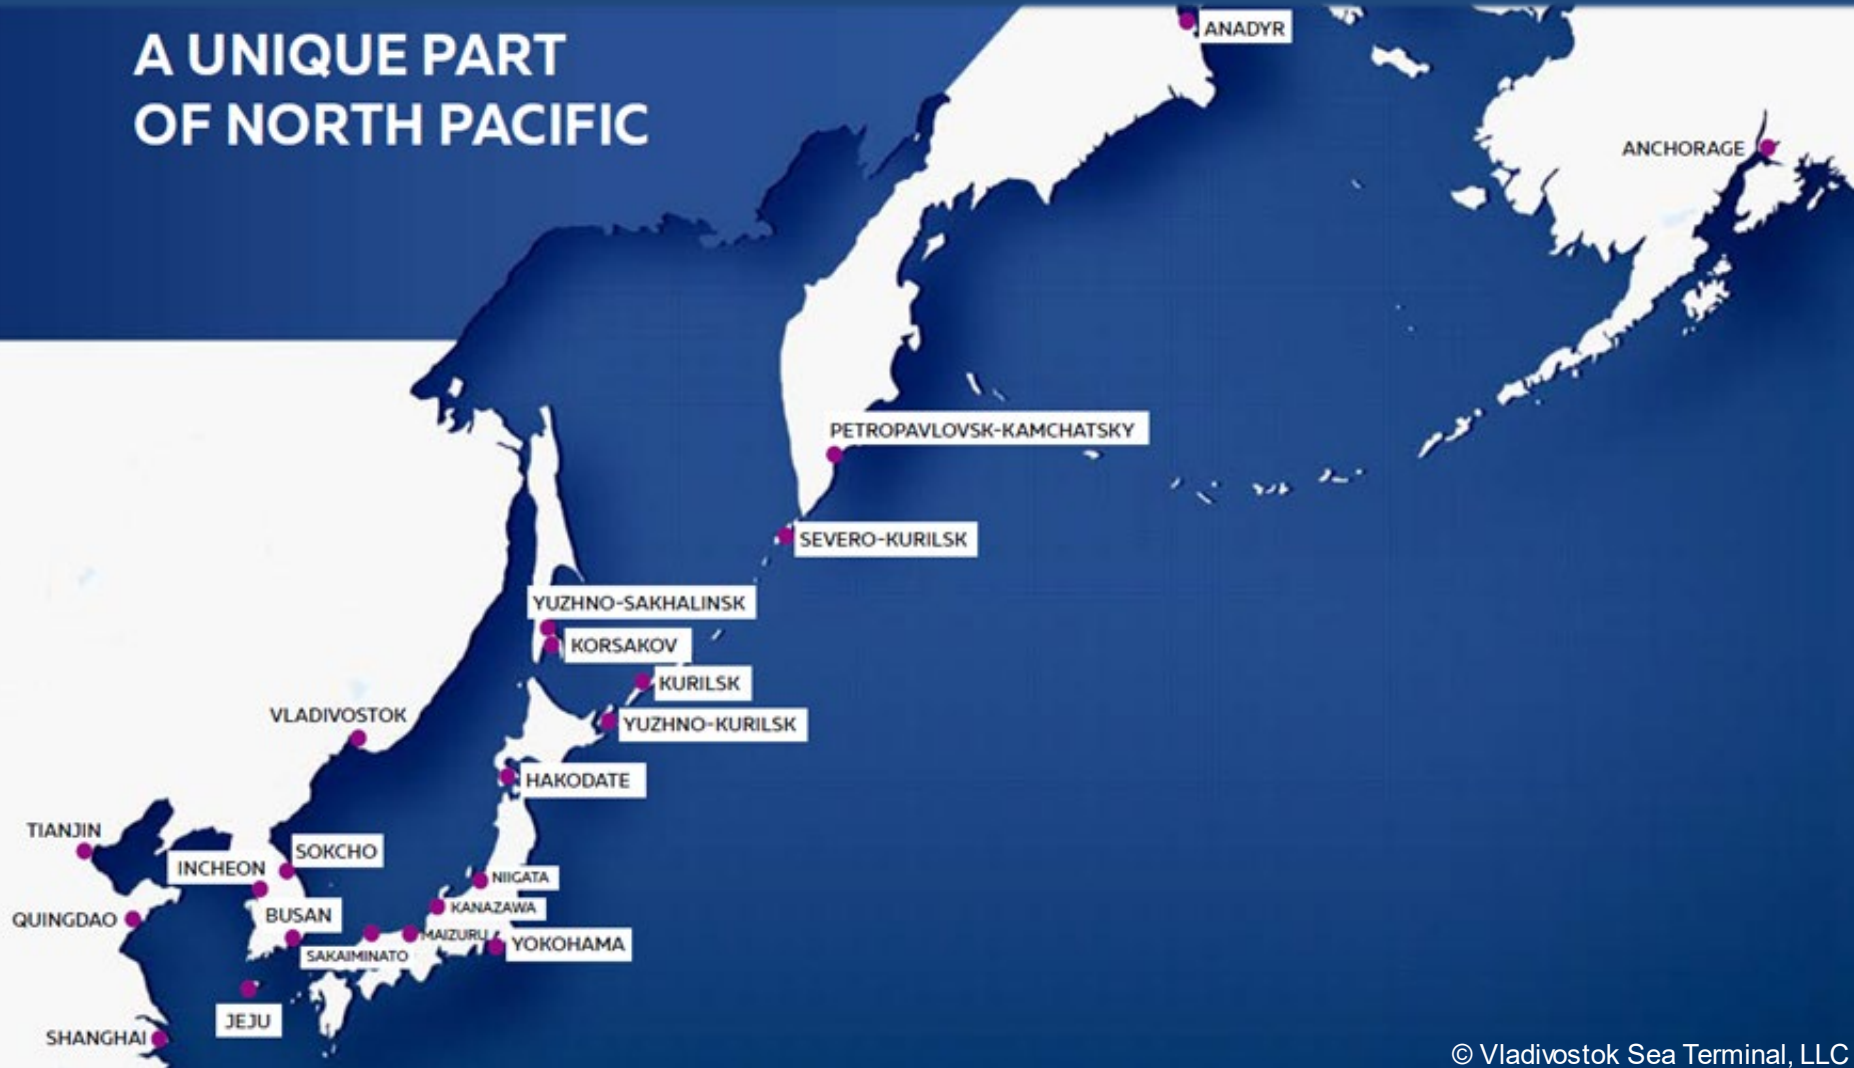 A UNIQUE PART
OF NORTH PACIFIC
ANADYR
ANCHORAGE
PETROPAVLOVSK-KAMCHATSKY
SEVERO-KURILSK
YUZHNO-SAKHALINSK
KORSAKOV
KURILSK
VLADIVOSTOK
YUZHNO-KURILSK
HAKODATE
TIANJIN
SOKCHO
INCHEON
NIIGATA
KANAZAWA
BUSAN
QUINGDAO
MAIZURU
YOKOHAMA
SAKAIMINATO
JEJU
SHANGHAI
© Vladivostok Sea Terminal, LLC